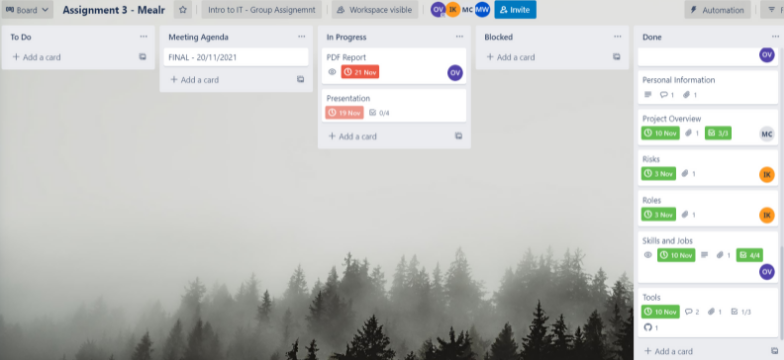 Board
Assignment 3 - Mealr
Intro to IT - Group Assignemnt
Workspace visible
OV
IK
MC
MW
Invite
Automation
To Do
+ Add a card
Meeting Agenda
FINAL - 20/11/2021
+ Add a card
In Progress
PDF Report
21 Nov
OV
Presentation
19 Nov 0/4
+ Add a card
Blocked
+ Add a card
Done
OV
Personal Information
1 1
Project Overview
10 Nov 1 3/3
MC
Risks
3 Nov 1
IK
Roles
3 Nov 1
IK
Skills and Jobs
10 Nov 1 4/4
OV
Tools
10 Nov 2 1 1/3
1
+ Add a card